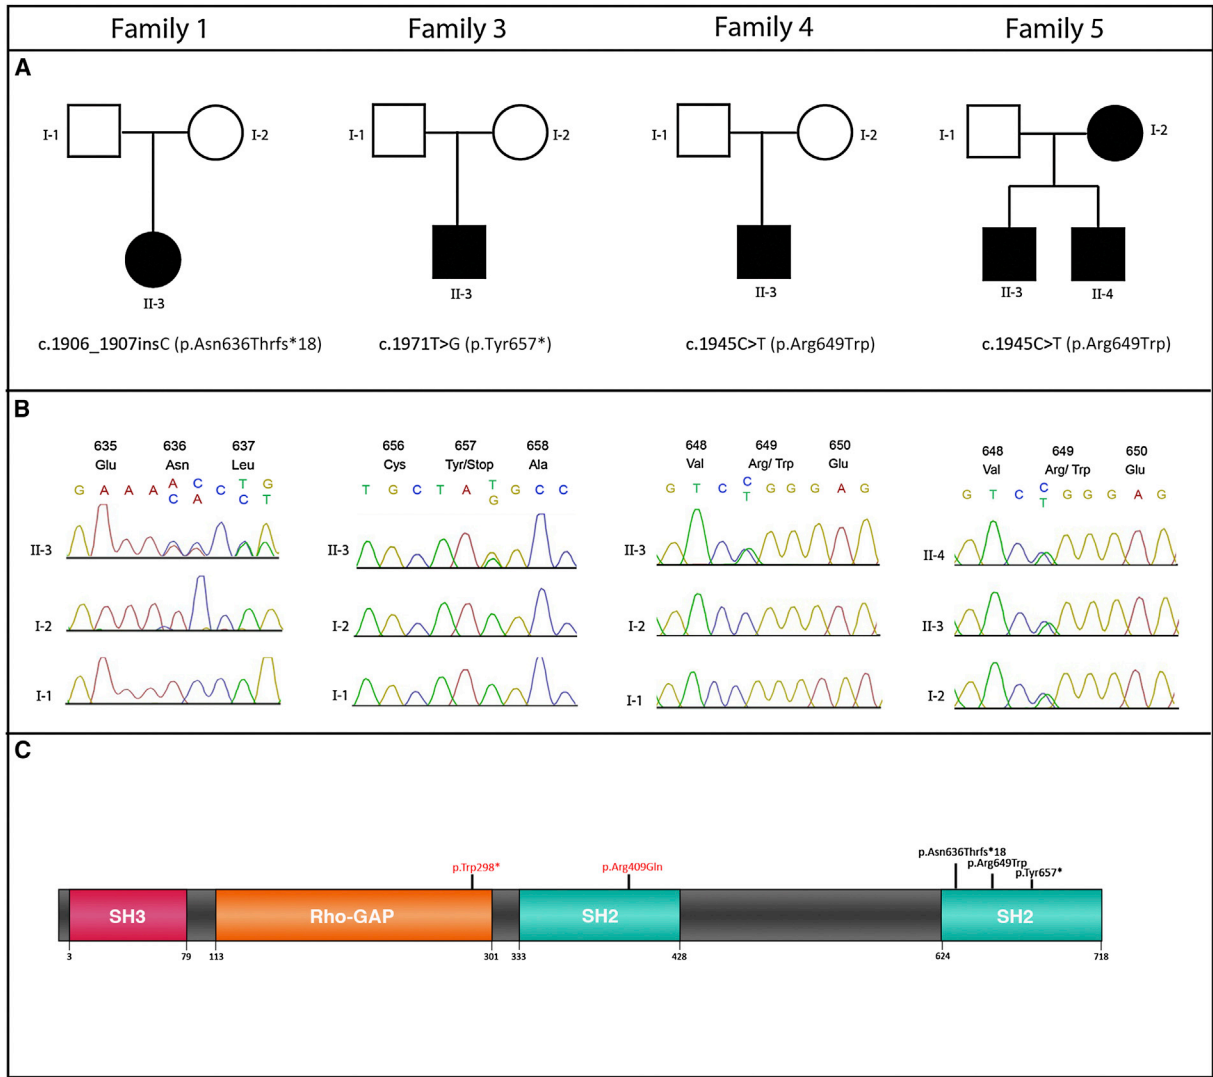 Family 1 Family 3 Family 4 Family 5
A
I-1 I-2 I-1 I-2 I-1 I-2 I-1 I-2
II-3 II-3 II-3 II-3 II-4
c.1906_1907insC (p.Asn636Thrfs*18) c.1971T>G (p.Tyr657*) c.1945C>T (p.Arg649Trp) c.1945C>T (p.Arg649Trp)
B
635 636 637 656 657 658 648 649 650 648 649 650
Glu Asn Leu Cys Tyr/Stop Ala Val Arg/ Trp Glu Val Arg/ Trp Glu
G A A A A C C T G T G C T A T G C C G T C C G G G A G G T C C G G G A G
C A C T G T T
II-3 II-3 II-3 II-4
I-2 I-2 I-2 II-3
I-1 I-1 I-1 I-2
C
p.Asn636Thrfs*18
p.Trp298* p.Arg409Gln p.Arg649Trp
p.Tyr657*
SH3 Rho-GAP SH2 SH2
3 79 113 301 333 428 624 718